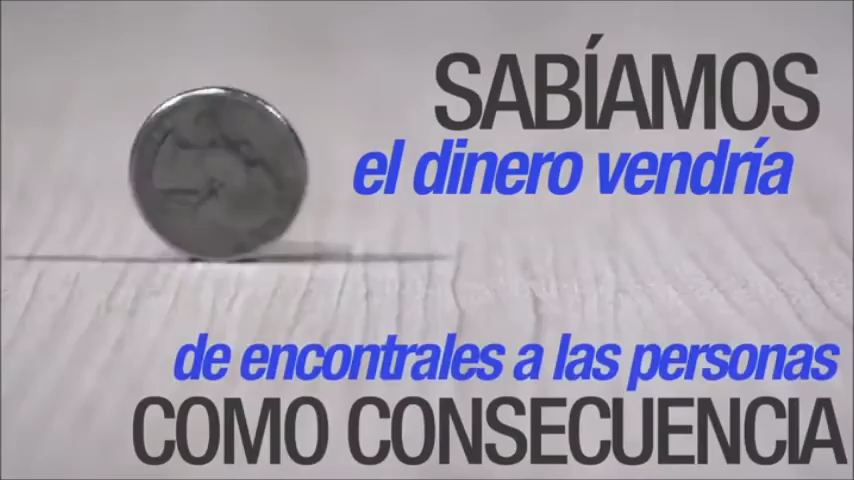 SABÍAMOS
el dinero vendría
de encontrales a las personas
COMO CONSECUENCIA